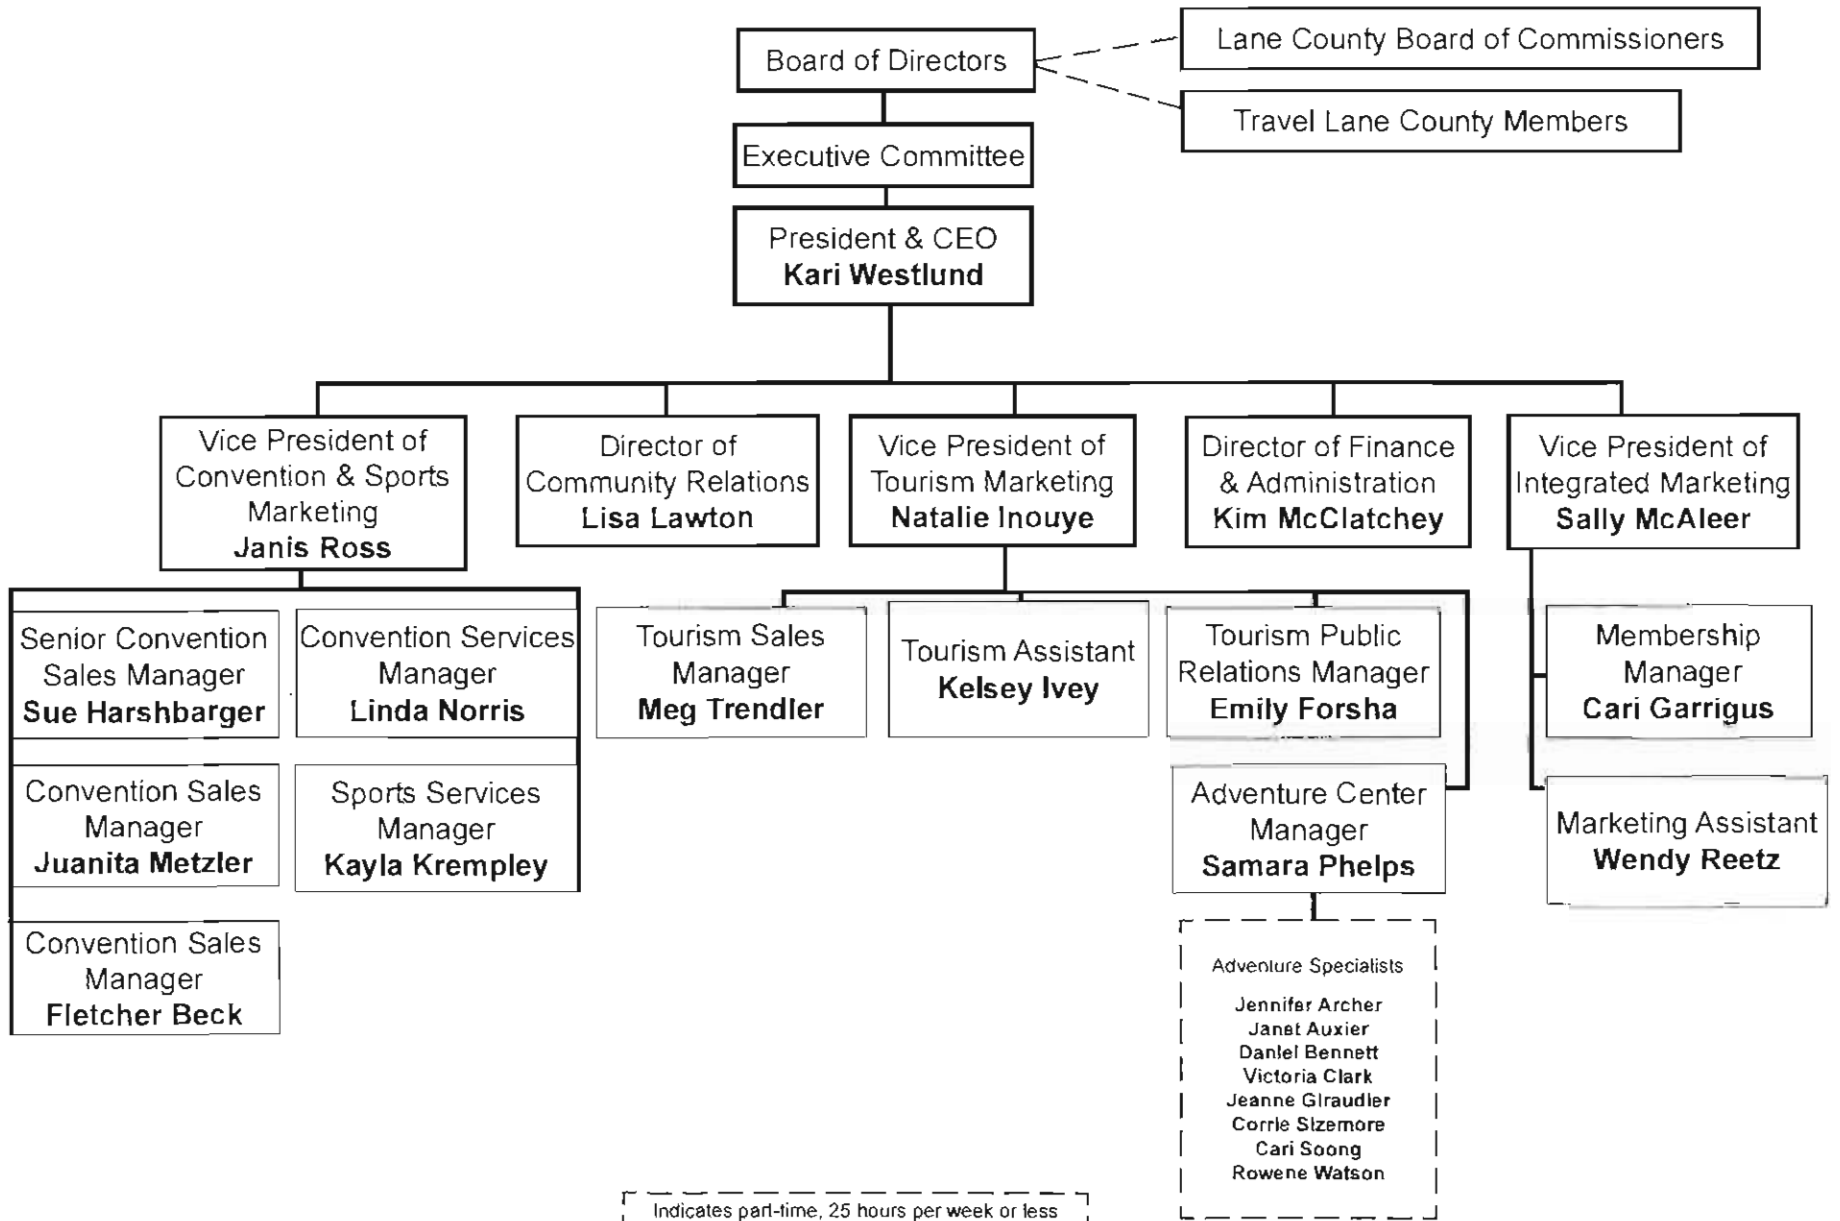 Board of Directors
Lane County Board of Commissioners
Travel Lane County Members
Executive Committee
President & CEO
Kari Westlund
Vice President of
Convention & Sports
Marketing
Janis Ross
Director of
Community Relations
Lisa Lawton
Vice President of
Tourism Marketing
Natalie Inouye
Director of Finance
& Administration
Kim McClatchey
Vice President of
Integrated Marketing
Sally McAleer
Senior Convention
Sales Manager
Sue Harshbarger
Convention Services
Manager
Linda Norris
Tourism Sales
Manager
Meg Trendler
Tourism Assistant
Kelsey Ivey
Tourism Public
Relations Manager
Emily Forsha
Membership
Manager
Cari Garrigus
Convention Sales
Manager
Juanita Metzler
Sports Services
Manager
Kayla Krempley
Adventure Center
Manager
Samara Phelps
Marketing Assistant
Wendy Reetz
Convention Sales
Manager
Fletcher Beck
Adventure Specialists
Jennifer Archer
Janet Auxier
Daniel Bennett
Victoria Clark
Jeanne Giraudier
Corrie Sizemore
Cari Soong
Rowene Watson
Indicates part-time, 25 hours per week or less